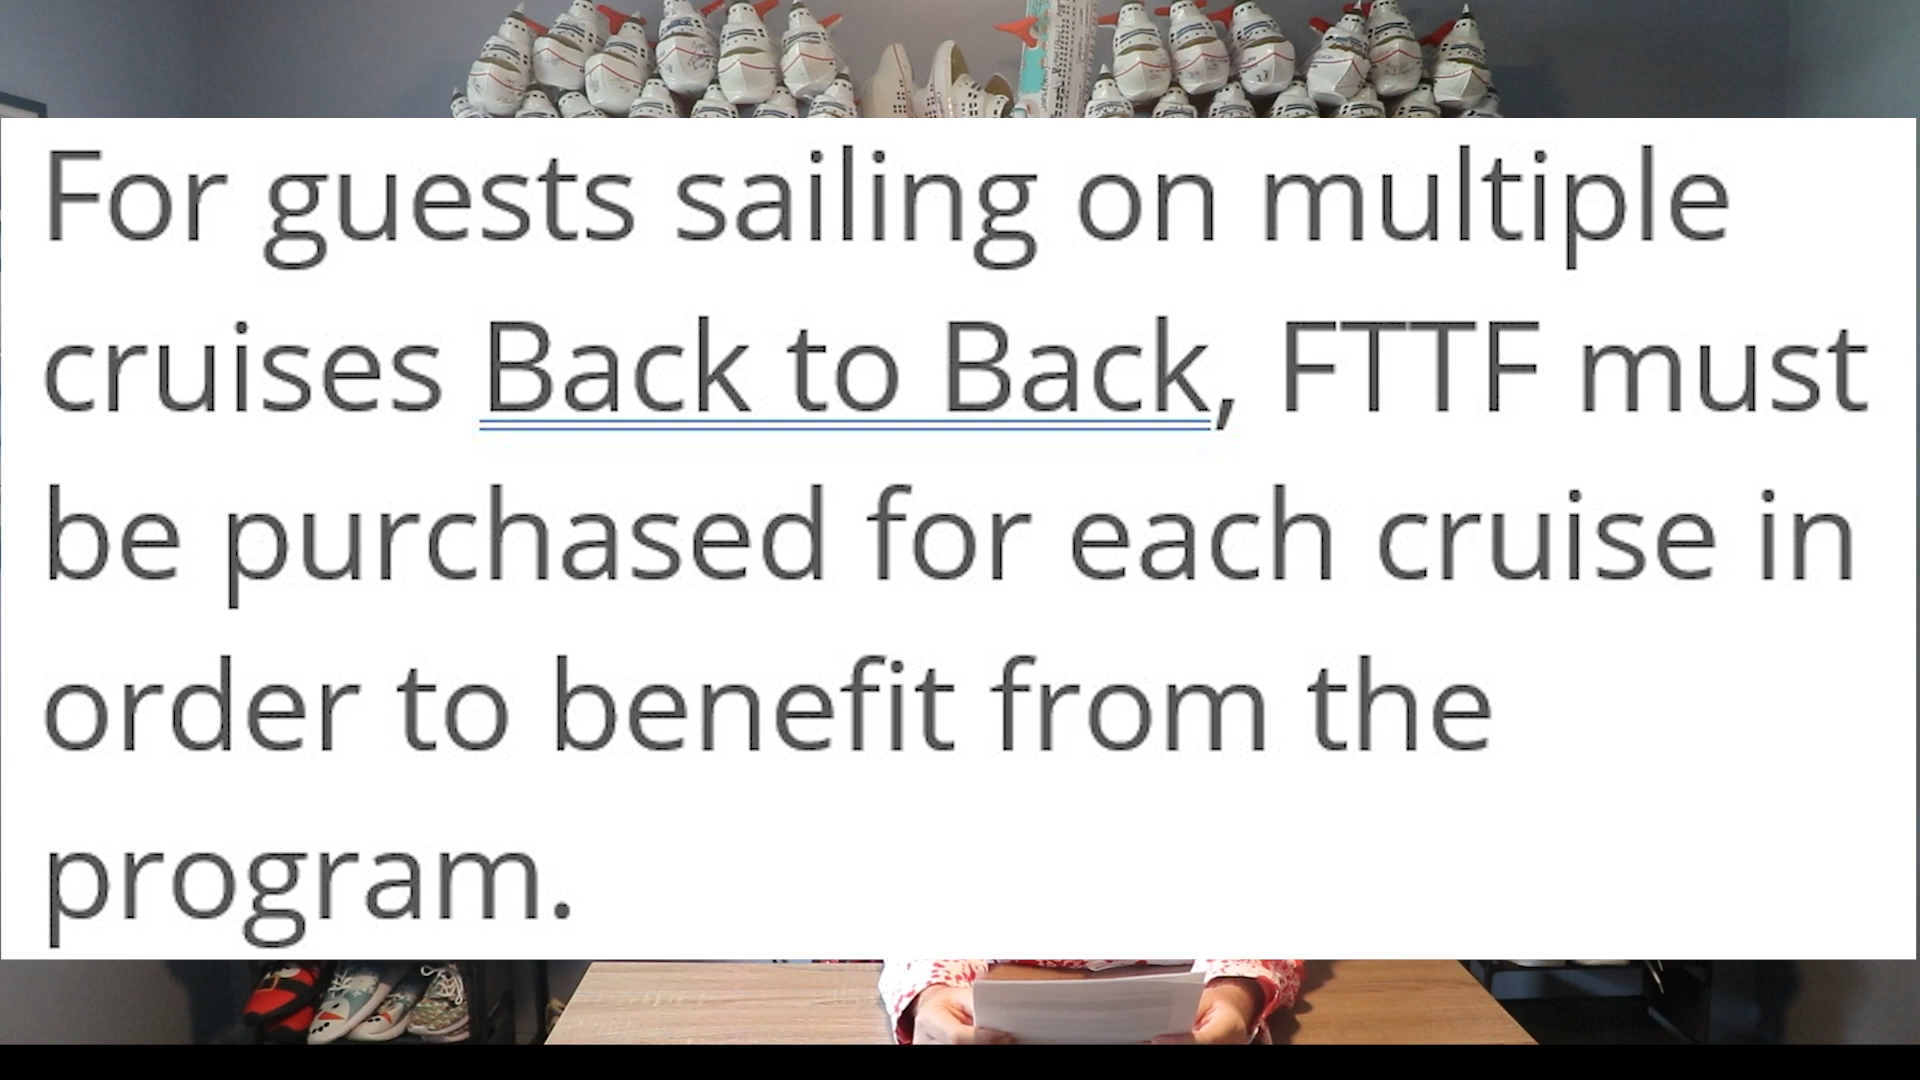 For guests sailing on multiple
cruises Back to Back, FTTF must
be purchased for each cruise in
order to benefit from the
program.